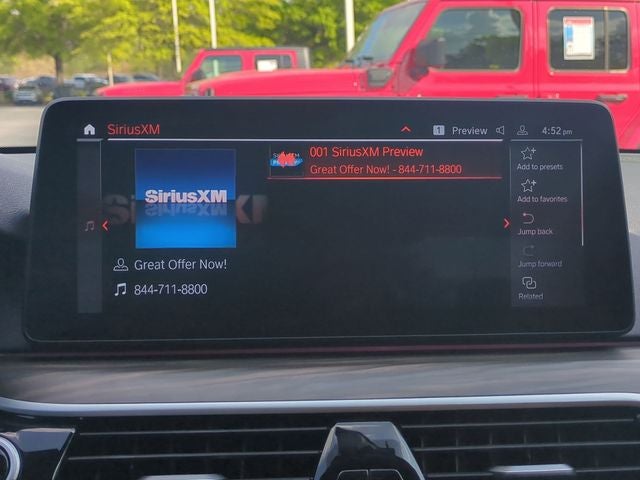 SiriusXM
1 Preview 4:52 pm
001 SiriusXM Preview
Great Offer Now! - 844-711-8800
SiriusXM
Great Offer Now!
844-711-8800
Add to presets
Add to favorites
Jump back
Jump forward
Related